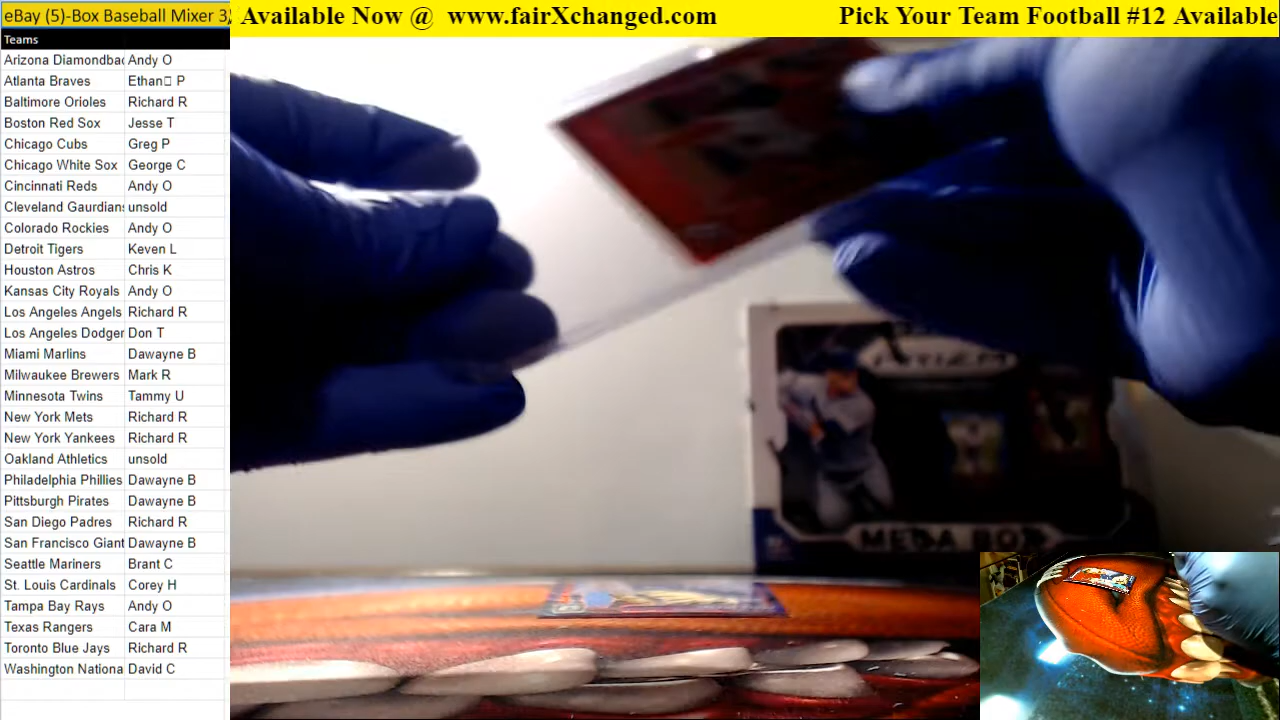 eBay (5)-Box Baseball Mixer 3/
Available Now @ www.fairXchanged.com
Pick Your Team Football #12 Available
Teams
Arizona Diamondbac Andy O
Atlanta Braves Ethan□ P
Baltimore Orioles Richard R
Boston Red Sox Jesse T
Chicago Cubs Greg P
Chicago White Sox George C
Cincinnati Reds Andy O
Cleveland Gaurdians unsold
Colorado Rockies Andy O
Detroit Tigers Keven L
Houston Astros Chris K
Kansas City Royals Andy O
Los Angeles Angels Richard R
Los Angeles Dodger Don T
Miami Marlins Dawayne B
Milwaukee Brewers Mark R
Minnesota Twins Tammy U
New York Mets Richard R
New York Yankees Richard R
Oakland Athletics unsold
Philadelphia Phillies Dawayne B
Pittsburgh Pirates Dawayne B
San Diego Padres Richard R
San Francisco Giant Dawayne B
Seattle Mariners Brant C
St. Louis Cardinals Corey H
Tampa Bay Rays Andy O
Texas Rangers Cara M
Toronto Blue Jays Richard R
Washington Nationa David C
PRIZM
MEGA BOX